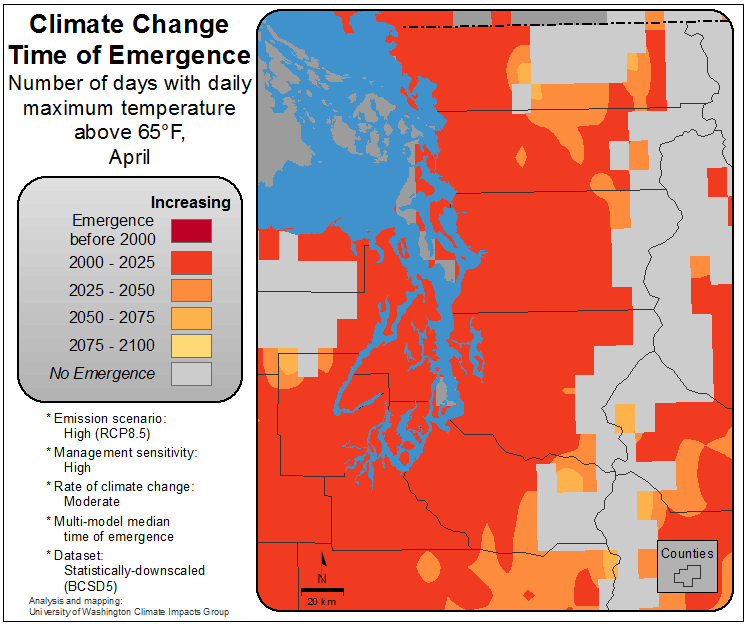 Climate Change
Time of Emergence
Number of days with daily
maximum temperature
above 65°F,
April
Increasing
Emergence
before 2000
2000 - 2025
2025 - 2050
2050 - 2075
2075 - 2100
No Emergence
* Emission scenario:
High (RCP8.5)
* Management sensitivity:
High
* Rate of climate change:
Moderate
* Multi-model median
time of emergence
* Dataset:
Statistically-downscaled
(BCSD5)
Analysis and mapping:
University of Washington Climate Impacts Group
N
20 km
Counties